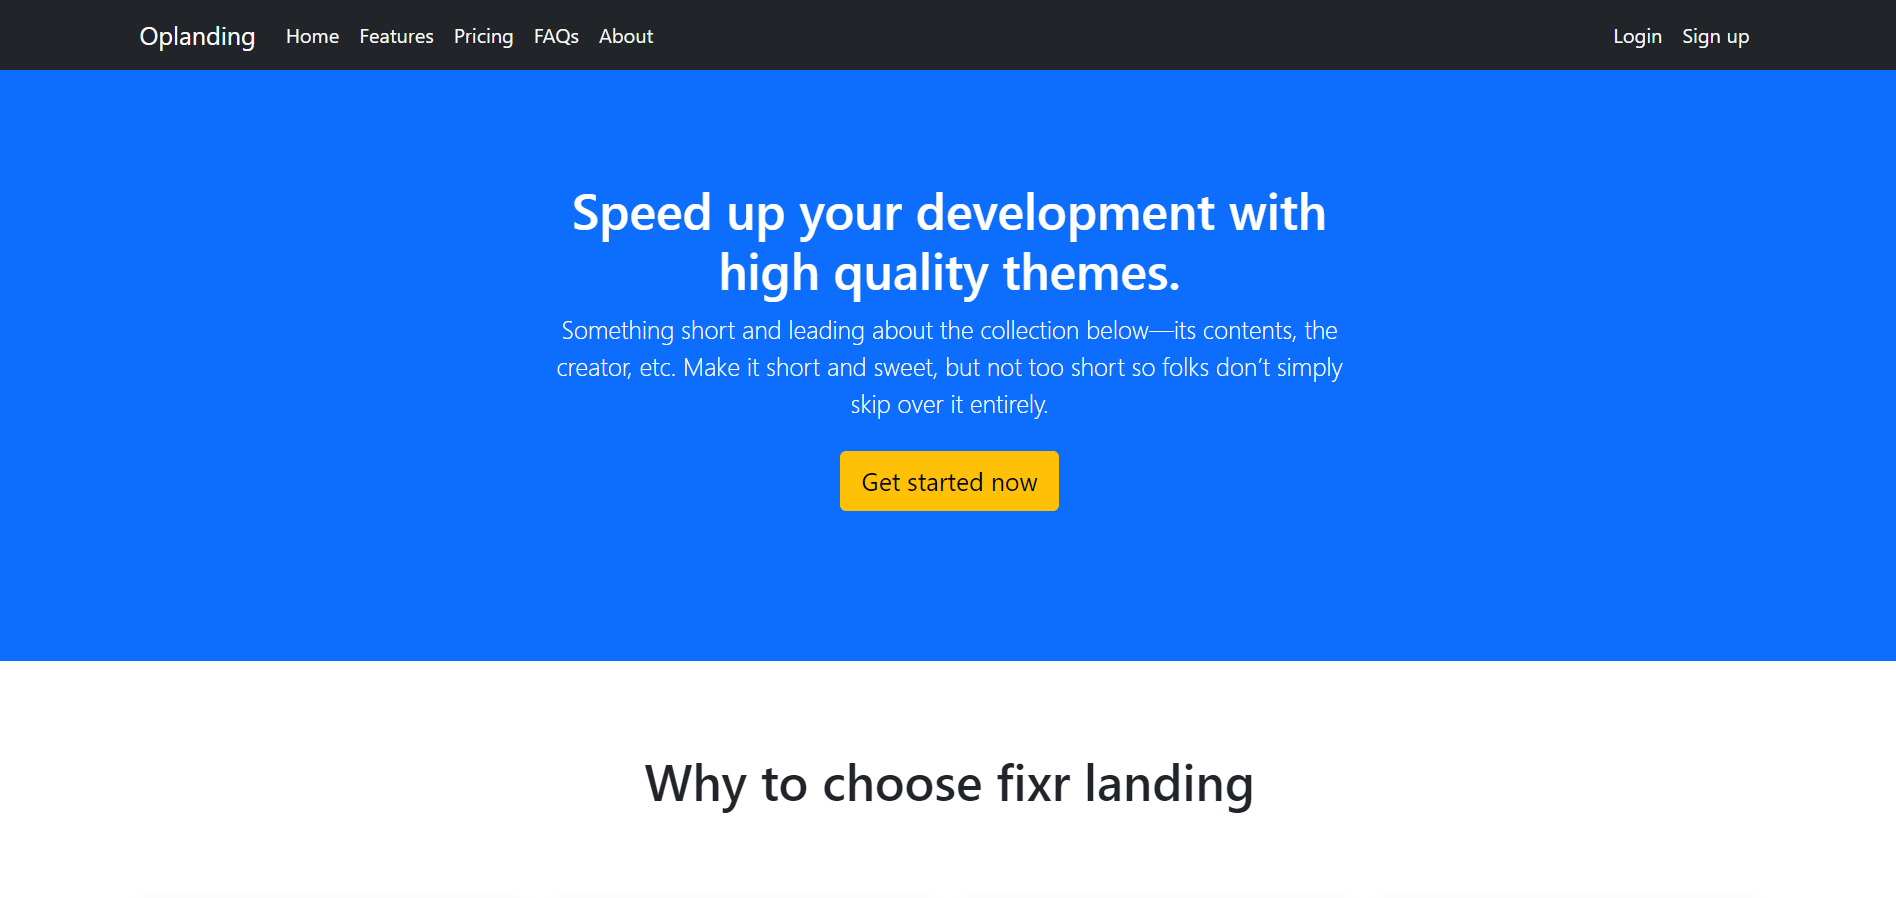 Oplanding Home Features Pricing FAQs About Login Sign up
Speed up your development with
high quality themes.
Something short and leading about the collection below—its contents, the
creator, etc. Make it short and sweet, but not too short so folks don’t simply
skip over it entirely.
Get started now
Why to choose fixr landing